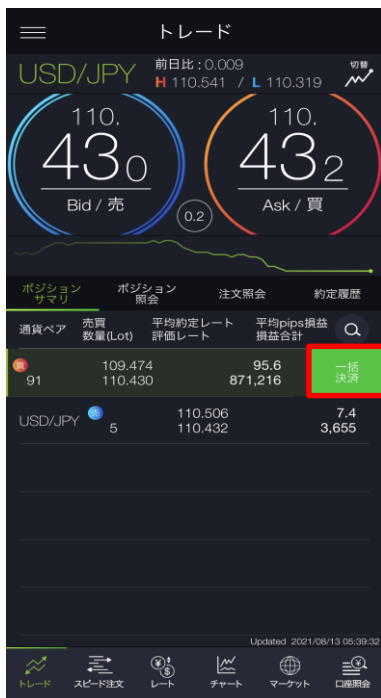 トレード
USD/JPY 前日比:0.009 切替
H 110.541 / L 110.319
110. 110.
430 432
Bid / 売 0.2 Ask / 買
ポジション
サマリ
ポジション
照会
注文照会
約定履歴
通貨ペア
売買
数量(Lot)
平均約定レート
評価レート
平均pips損益
損益合計
買 109.474 95.6
91 110.430 871,216
一括
決済
USD/JPY 売 110.506 7.4
5 110.432 3,655
Updated 2021/08/13 05:39:32
トレード スピード注文 レート チャート マーケット 口座照会